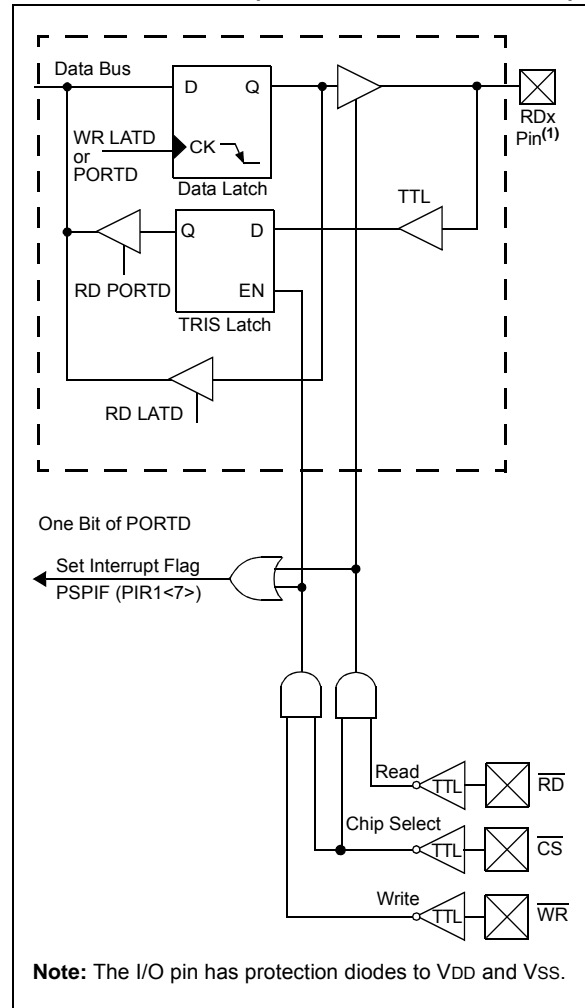 Data Bus
D Q
RDx
Pin(1)
WR LATD
or
PORTD
CK
Data Latch
TTL
Q D
RD PORTD
EN
TRIS Latch
RD LATD
One Bit of PORTD
Set Interrupt Flag
PSPIF (PIR1<7>)
Read
TTL
RD
Chip Select
TTL
CS
Write
TTL
WR
Note: The I/O pin has protection diodes to VDD and VSS.